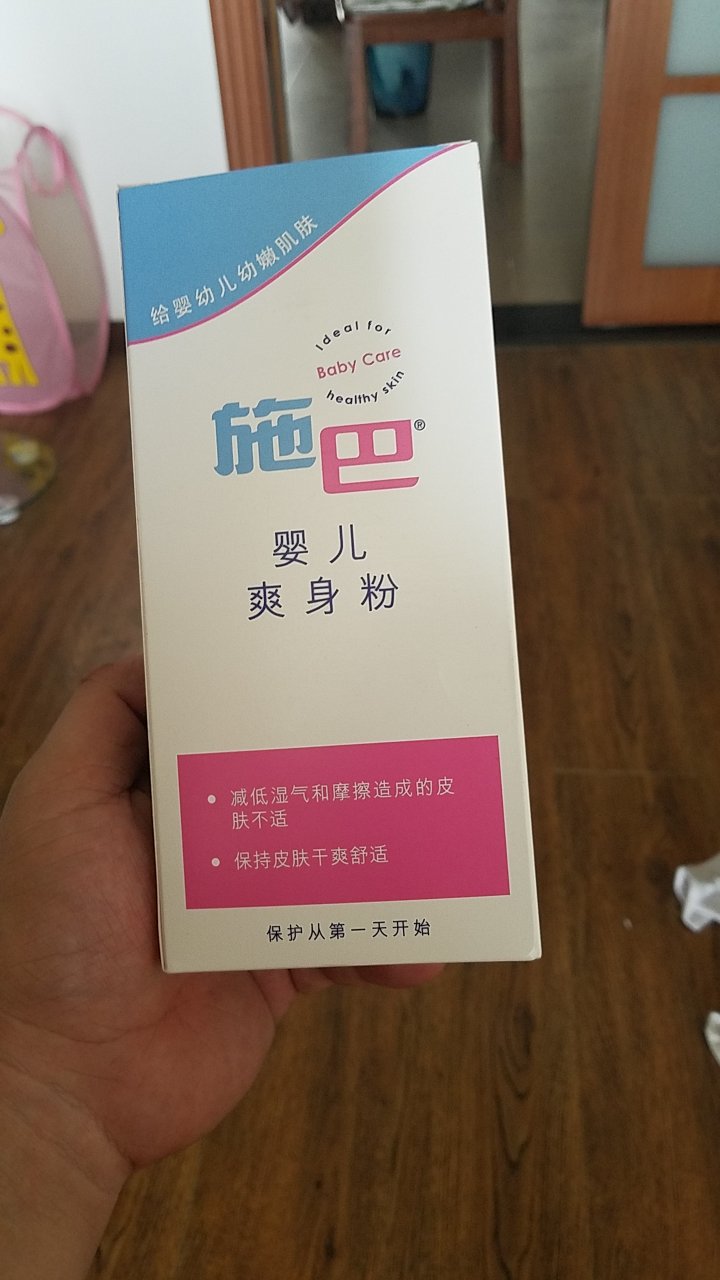 给婴幼儿幼嫩肌肤
Ideal for
Baby Care
healthy skin
施巴®
婴儿
爽身粉
• 减低湿气和摩擦造成的皮
肤不适
• 保持皮肤干爽舒适
保护从第一天开始